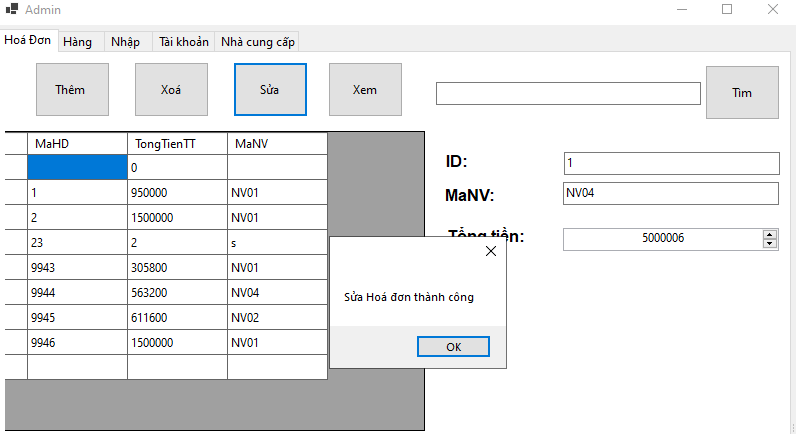 Admin
Hoá Đơn Hàng Nhập Tài khoản Nhà cung cấp
Thêm Xoá Sửa Xem Tìm
MaHD TongTienTT MaNV
0
1 950000 NV01
2 1500000 NV01
23 2 s
9943 305800 NV01
9944 563200 NV04
9945 611600 NV02
9946 1500000 NV01
ID: 1
MaNV: NV04
Tổng tiền: 5000006
Sửa Hoá đơn thành công
OK